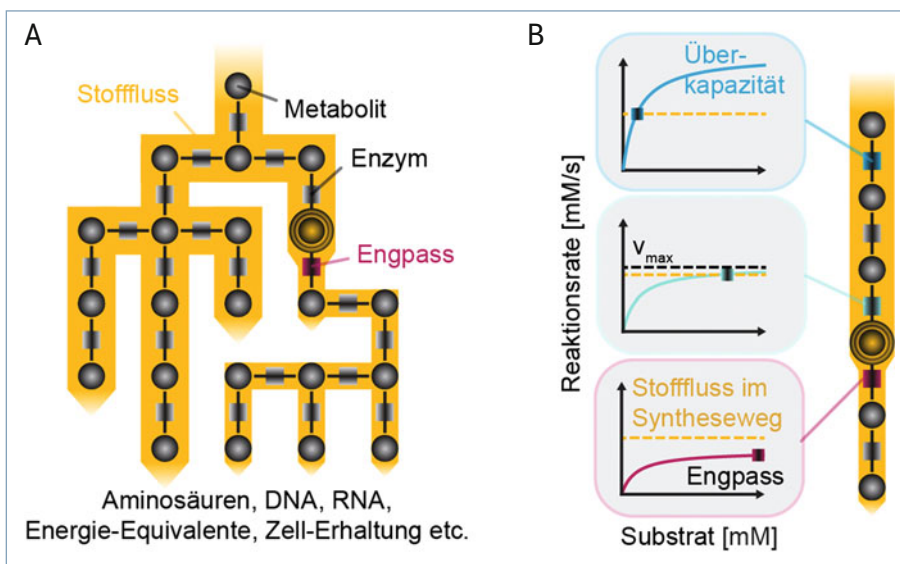 A
Stofffluss
Metabolit
Enzym
Engpass
Aminosäuren, DNA, RNA,
Energie-Equivalente, Zell-Erhaltung etc.
B
Reaktionsrate [mM/s]
Über-
kapazität
Vmax
Stofffluss im
Syntheseweg
Engpass
Substrat [mM]